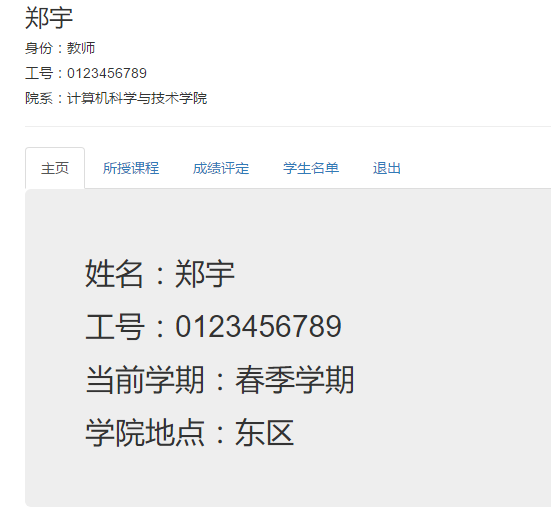 郑宇
身份：教师
工号：0123456789
院系：计算机科学与技术学院
主页 所授课程 成绩评定 学生名单 退出
姓名：郑宇
工号：0123456789
当前学期：春季学期
学院地点：东区